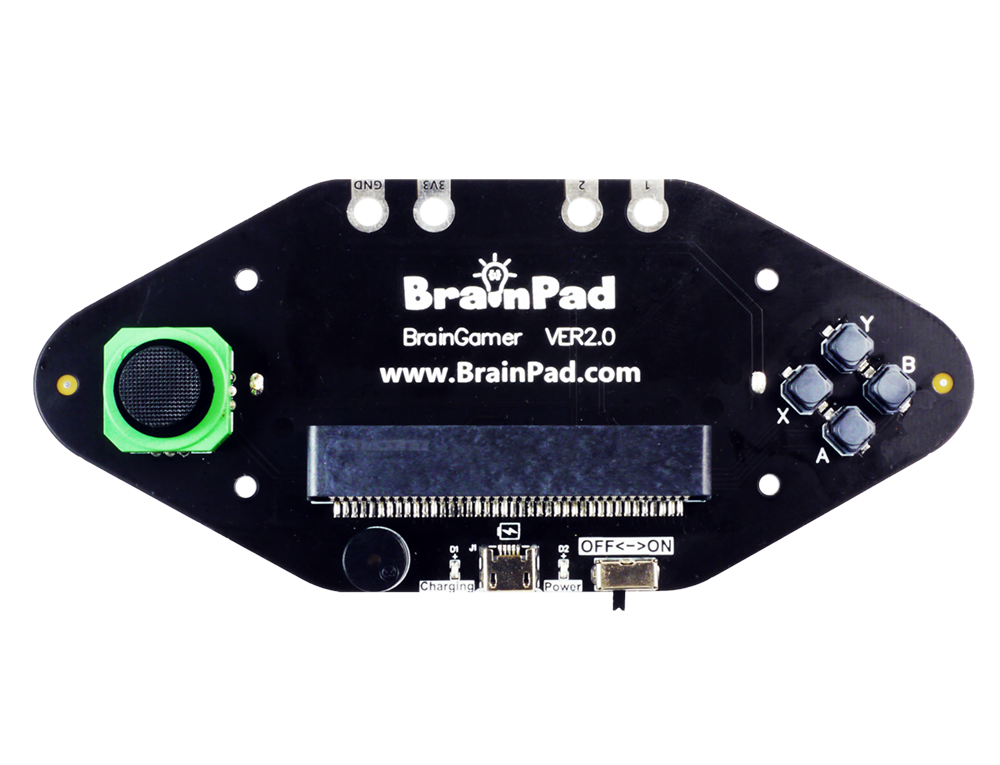 GND 3V3 2 1
BrainPad
BrainGamer VER2.0
www.BrainPad.com
Y
B
X
A
D1 J1 D2 OFF<->ON
+ +
Charging Power